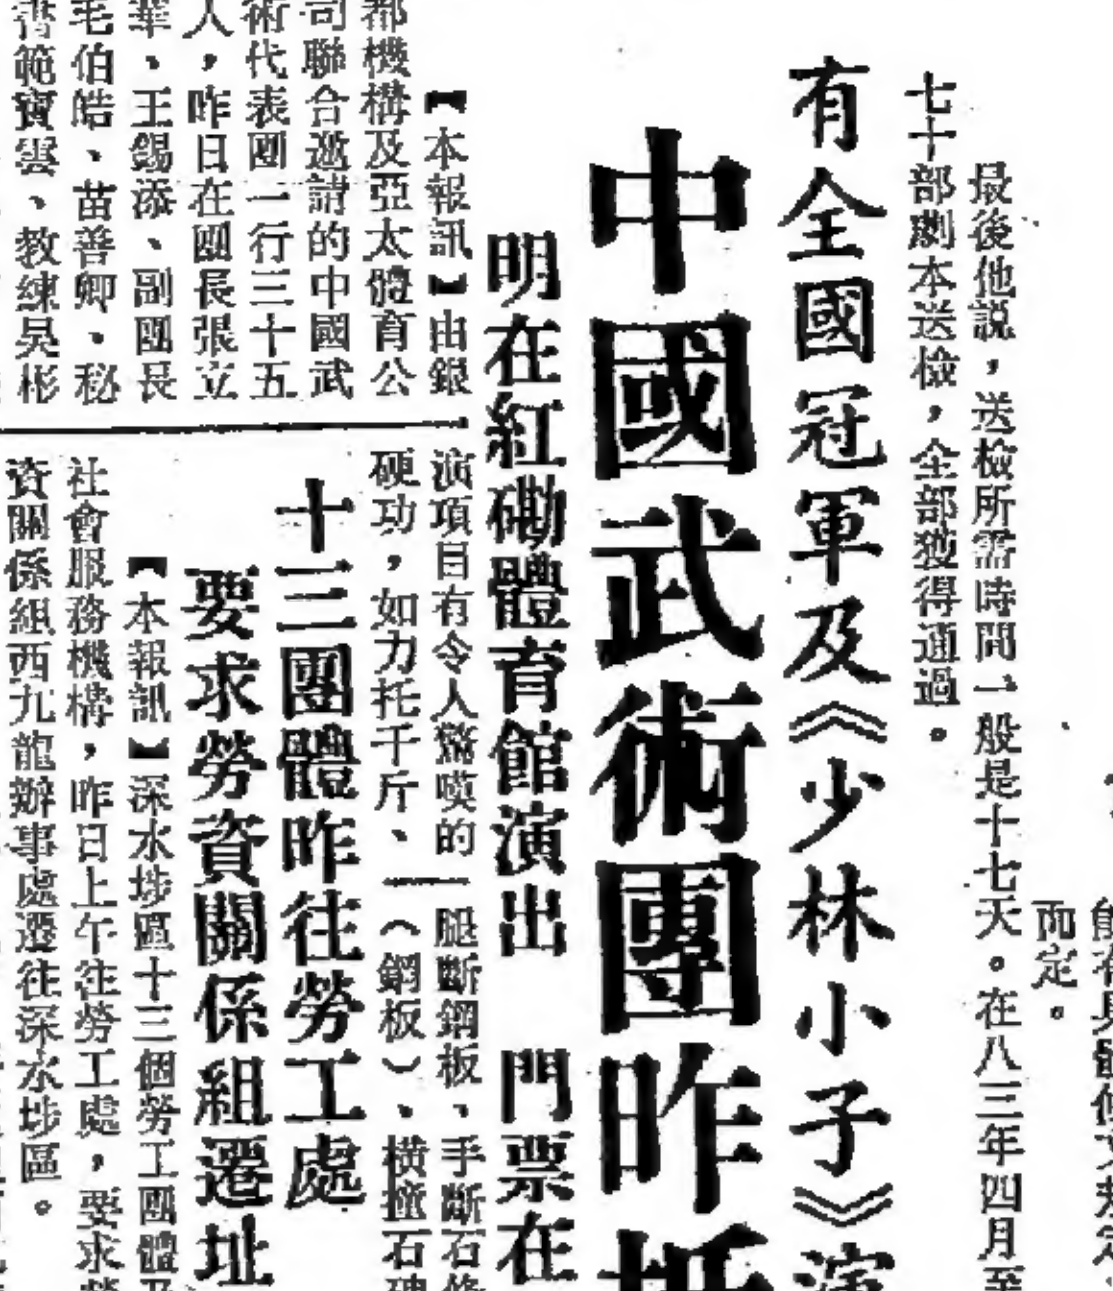 而定。
最後他説，送檢所需時間一般是十七天。在八三年四月至
七十部劇本送檢，全部獲得通過。
有全國冠軍及《少林小子》演
中國武術團昨抵
明在紅磡體育館演出　門票在
【本報訊】由銀
都機構及亞太體育公
司聯合邀請的中國武
術代表團一行三十五
人，昨日在團長張立
華、王錫添、副團長
毛伯皓、苗善卿、秘
書範寶雲、教練吳彬
演項目有令人驚嘆的
硬功，如力托千斤、
腿斷鋼板、手斷石條
（鋼板）、橫撞石碑
十三團體昨往勞工處
要求勞資關係組遷址
【本報訊】深水埗區十三個勞工團體及
社會服務機構，昨日上午往勞工處，要求勞
資關係組西九龍辦事處遷往深水埗區。